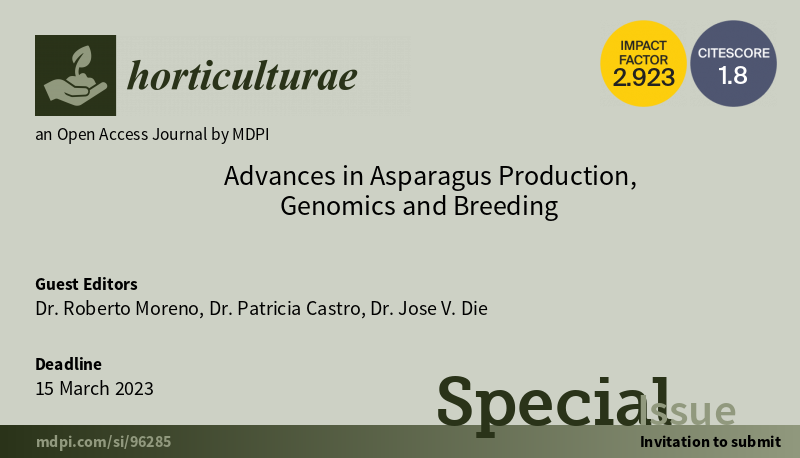 horticulturae
IMPACT
FACTOR
2.923
CITESCORE
1.8
an Open Access Journal by MDPI
Advances in Asparagus Production,
Genomics and Breeding
Guest Editors
Dr. Roberto Moreno, Dr. Patricia Castro, Dr. Jose V. Die
Deadline
15 March 2023
Special Issue
mdpi.com/si/96285
Invitation to submit